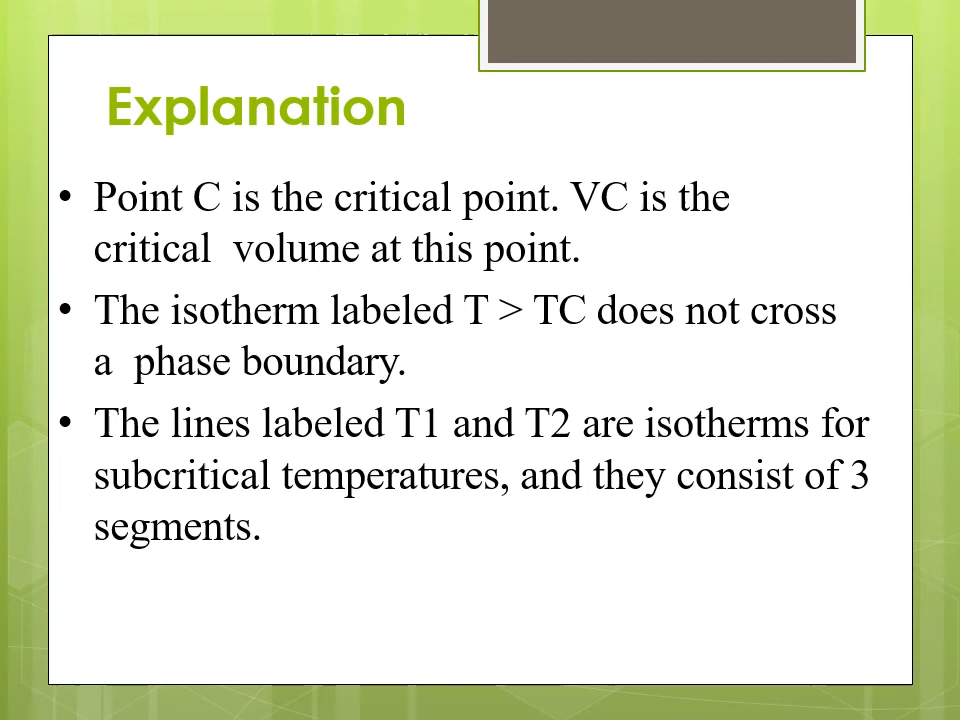 Explanation
• Point C is the critical point. VC is the
critical  volume at this point.
• The isotherm labeled T > TC does not cross
a  phase boundary.
• The lines labeled T1 and T2 are isotherms for
subcritical temperatures, and they consist of 3
segments.